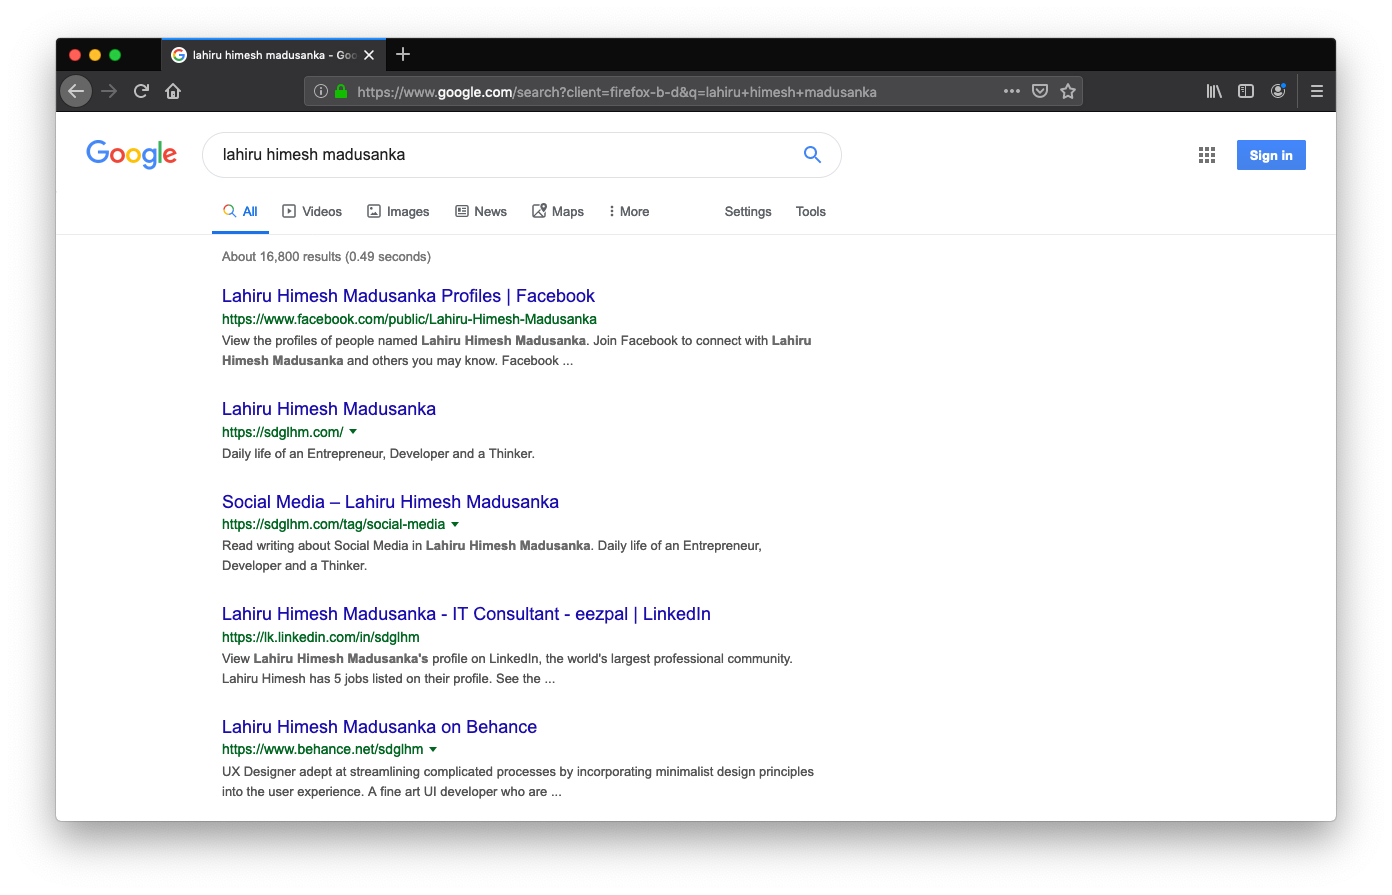 lahiru himesh madusanka - Goo
https://www.google.com/search?client=firefox-b-d&q=lahiru+himesh+madusanka
Google
lahiru himesh madusanka
Sign in
All Videos Images News Maps More Settings Tools
About 16,800 results (0.49 seconds)
Lahiru Himesh Madusanka Profiles | Facebook
https://www.facebook.com/public/Lahiru-Himesh-Madusanka
View the profiles of people named Lahiru Himesh Madusanka. Join Facebook to connect with Lahiru
Himesh Madusanka and others you may know. Facebook ...
Lahiru Himesh Madusanka
https://sdglhm.com/
Daily life of an Entrepreneur, Developer and a Thinker.
Social Media – Lahiru Himesh Madusanka
https://sdglhm.com/tag/social-media
Read writing about Social Media in Lahiru Himesh Madusanka. Daily life of an Entrepreneur,
Developer and a Thinker.
Lahiru Himesh Madusanka - IT Consultant - eezpal | LinkedIn
https://lk.linkedin.com/in/sdglhm
View Lahiru Himesh Madusanka's profile on LinkedIn, the world's largest professional community.
Lahiru Himesh has 5 jobs listed on their profile. See the ...
Lahiru Himesh Madusanka on Behance
https://www.behance.net/sdglhm
UX Designer adept at streamlining complicated processes by incorporating minimalist design principles
into the user experience. A fine art UI developer who are ...